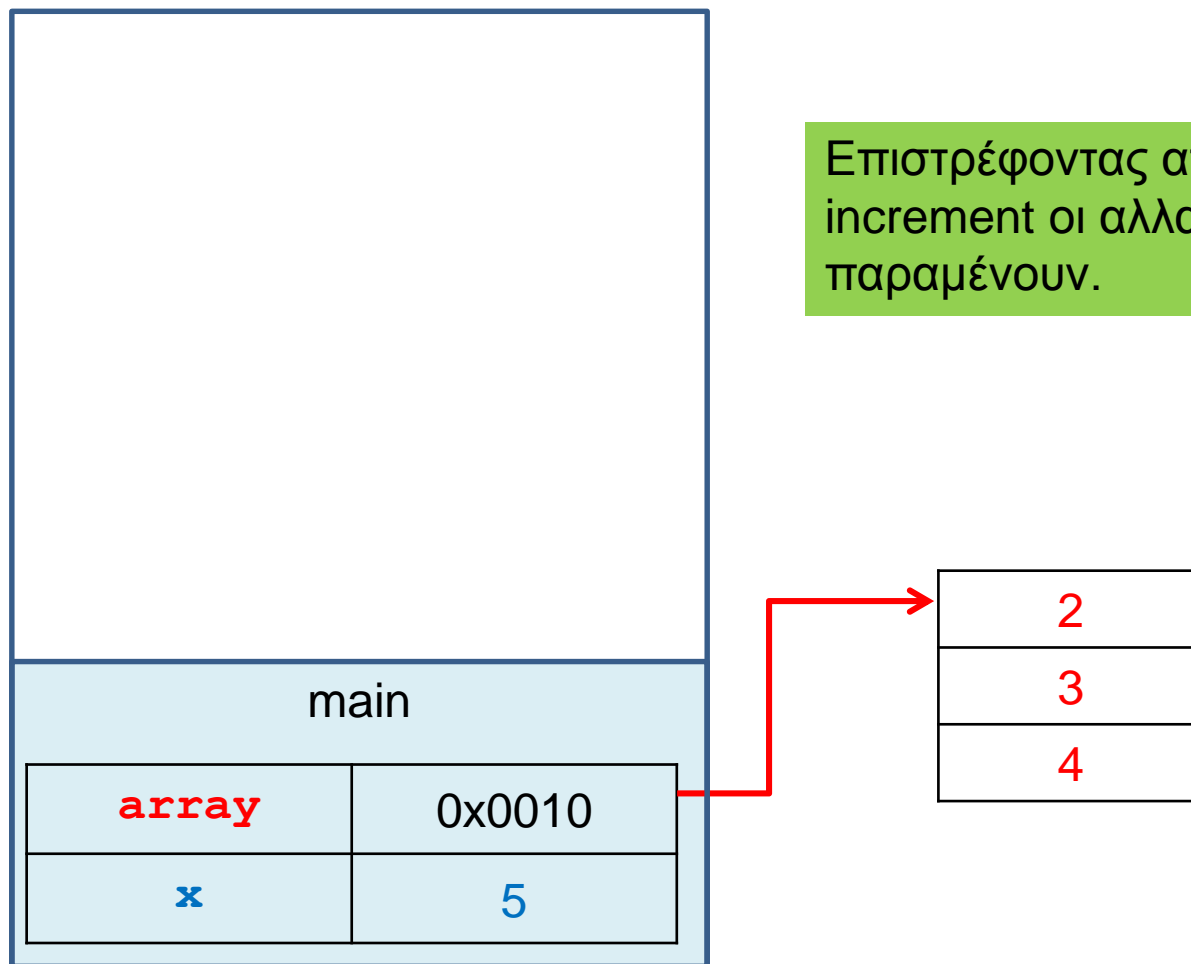 Επιστρέφοντας
increment οι
παραμένουν.
2
3
4
main
array 0x0010
x 5